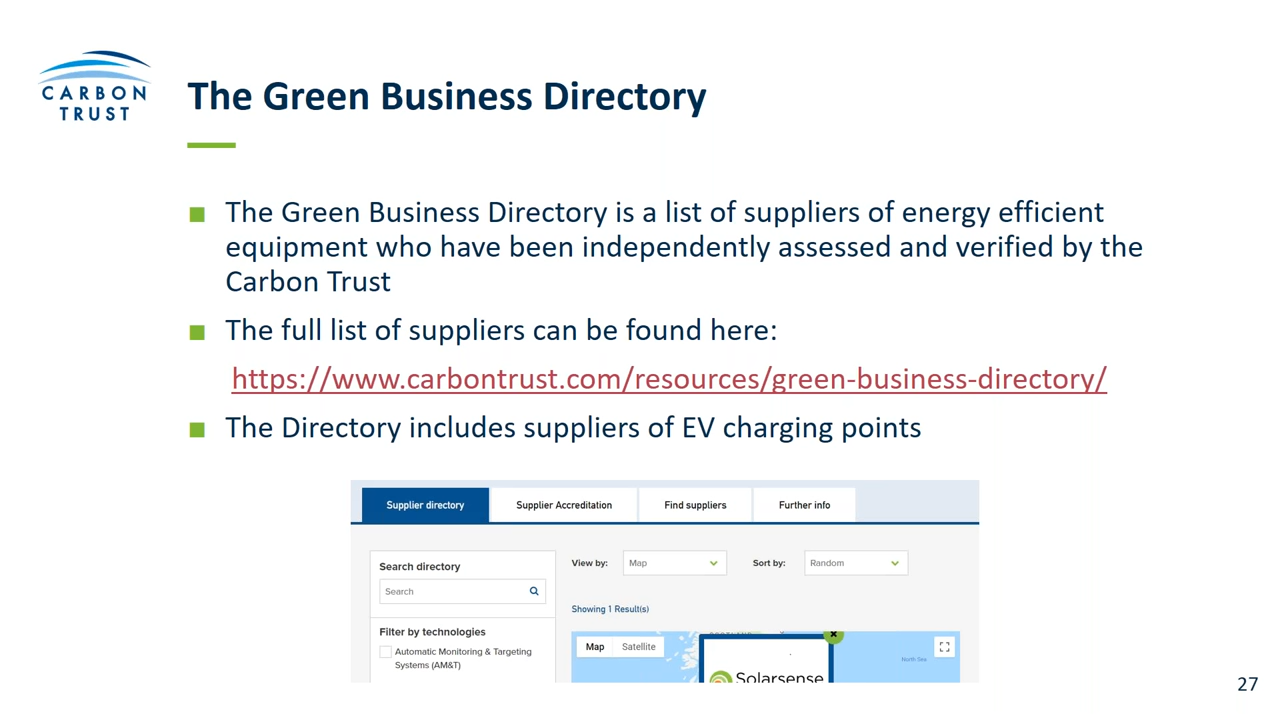 CARBON
TRUST
The Green Business Directory
The Green Business Directory is a list of suppliers of energy efficient
equipment who have been independently assessed and verified by the
Carbon Trust
The full list of suppliers can be found here:
https://www.carbontrust.com/resources/green-business-directory/
The Directory includes suppliers of EV charging points
Supplier directory
Supplier Accreditation
Find suppliers
Further info
Search directory
Search
Filter by technologies
Automatic Monitoring & Targeting
Systems (AM&T)
View by:
Map
Sort by:
Random
Showing 1 Result(s)
Map
Satellite
North Sea
Solarsense
27